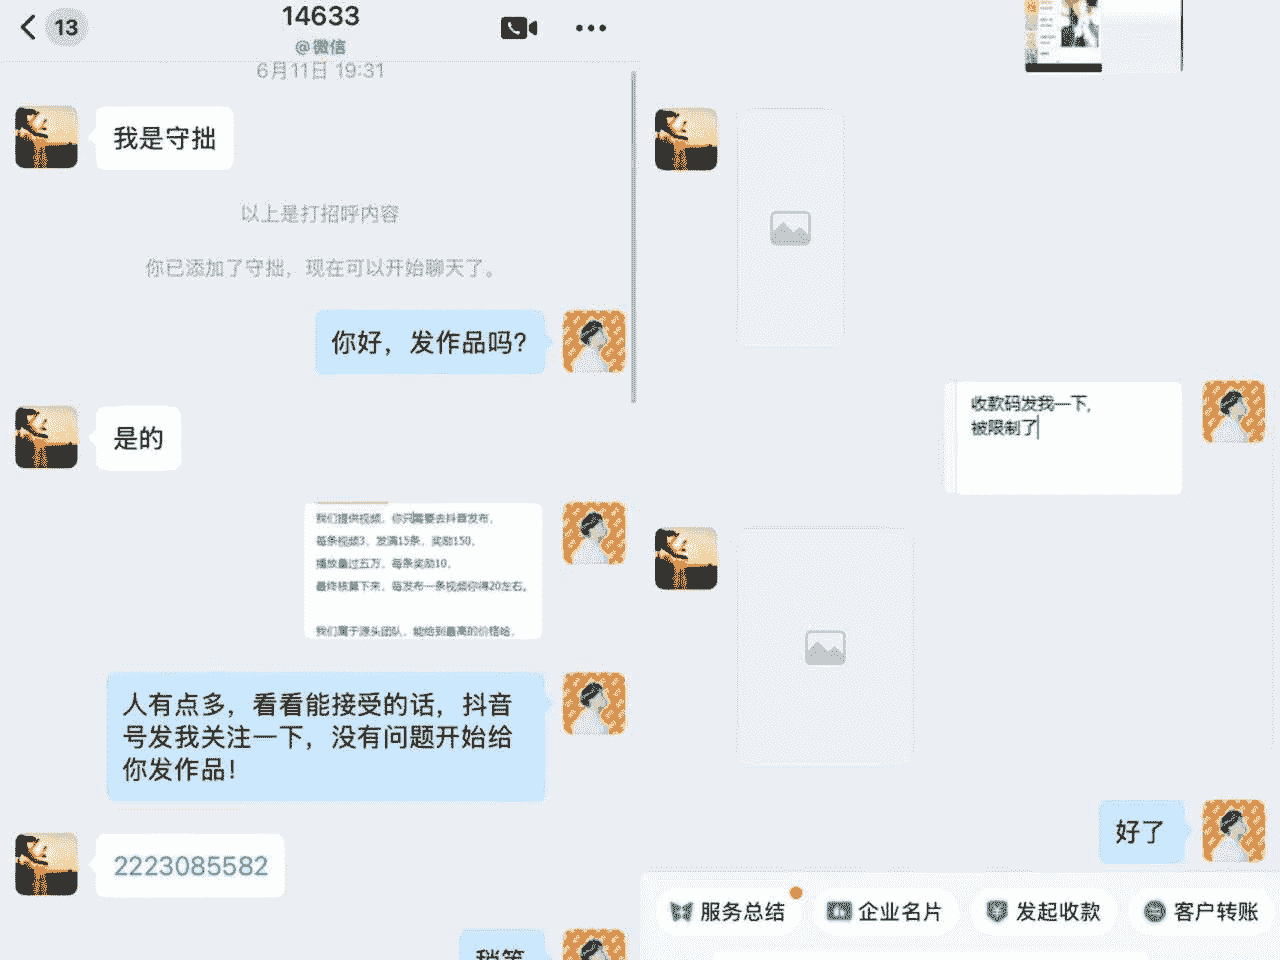 13
14633
@微信
6月11日 19:31
我是守拙
以上是打招呼内容
你已添加了守拙，现在可以开始聊天了。
你好，发作品吗?
是的
我们提供视频，你只需要去抖音发布，
每条视频3，发满15条，奖励150，
播放量过五万，每条奖励10，
最终核算下来，每发布一条视频你得20左右。
我们属于源头团队，能给到最高的价格哈，
人有点多，看看能接受的话，抖音
号发我关注一下，没有问题开始给
你发作品！
2223085582
稍等
收款码发我一下，
被限制了
好了
服务总结
企业名片
发起收款
客户转账